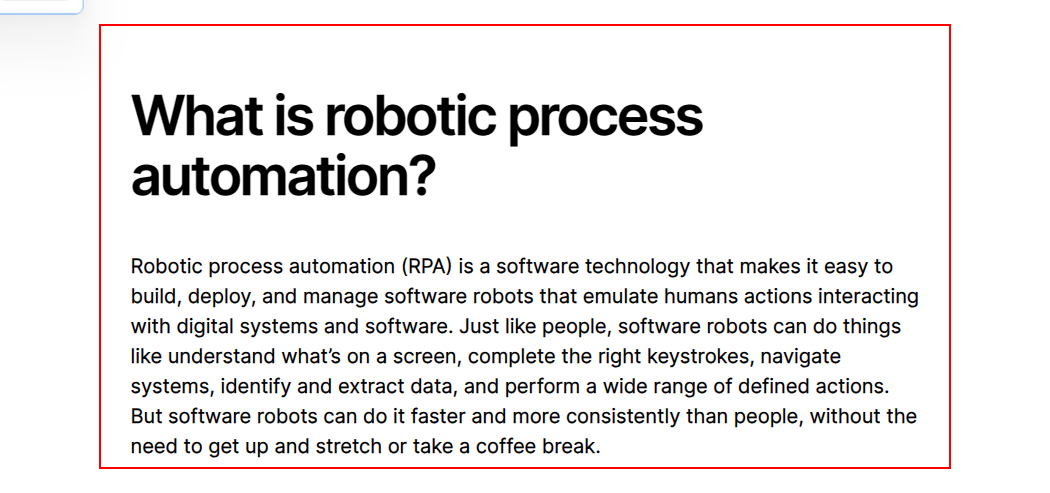 What is robotic process
automation?
Robotic process automation (RPA) is a software technology that makes it easy to
build, deploy, and manage software robots that emulate humans actions interacting
with digital systems and software. Just like people, software robots can do things
like understand what’s on a screen, complete the right keystrokes, navigate
systems, identify and extract data, and perform a wide range of defined actions.
But software robots can do it faster and more consistently than people, without the
need to get up and stretch or take a coffee break.